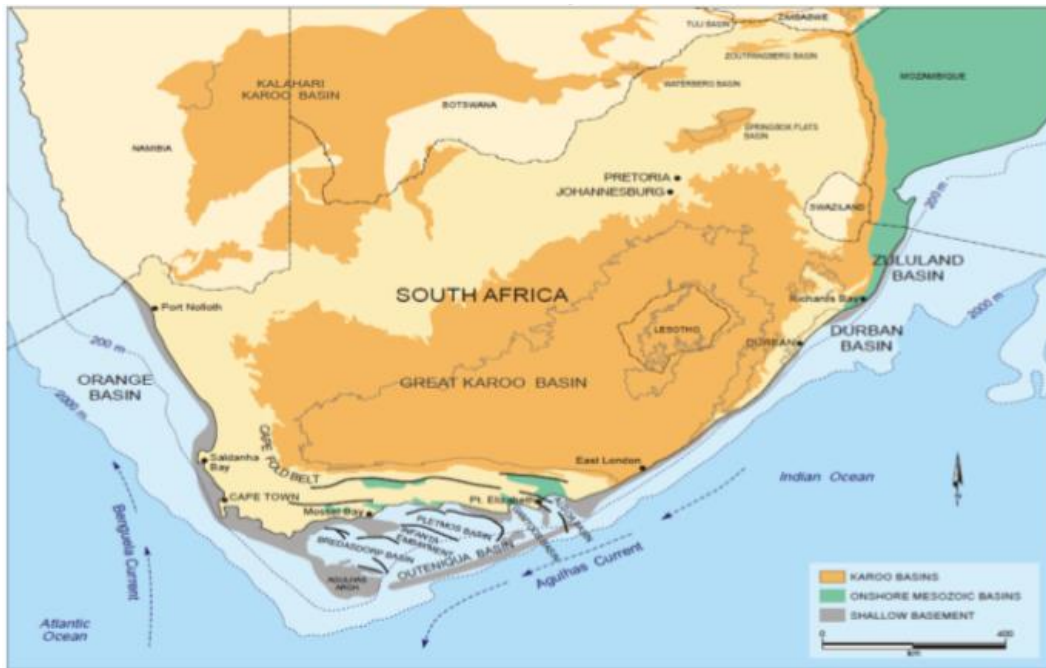 ZIMBABWE
TULI BASIN
ZOUTPANSBERG BASIN
MOZAMBIQUE
KALAHARI
KAROO BASIN
WATERBERG BASIN
BOTSWANA
SPRINGBOK FLATS
BASIN
NAMIBIA
PRETORIA
JOHANNESBURG
SWAZILAND
200 m
ZULULAND
BASIN
SOUTH AFRICA
Richards Bay
2000 m
Port Nolloth
LESOTHO
DURBAN
DURBAN
BASIN
200 m
ORANGE
BASIN
GREAT KAROO BASIN
2000 m
CAPE FOLD BELT
Saldanha
Bay
East London
Indian Ocean
CAPE TOWN
Pt. Elizabeth
Mossel Bay
PLETMOS BASIN
INFANTA
EMBAYMENT
BREDASDORP BASIN
OUTENIQUA BASIN
AGULHAS
ARCH
Benguela Current
Agulhas Current
Atlantic
Ocean
KAROO BASINS
ONSHORE MESOZOIC BASINS
SHALLOW BASEMENT
0 400
km